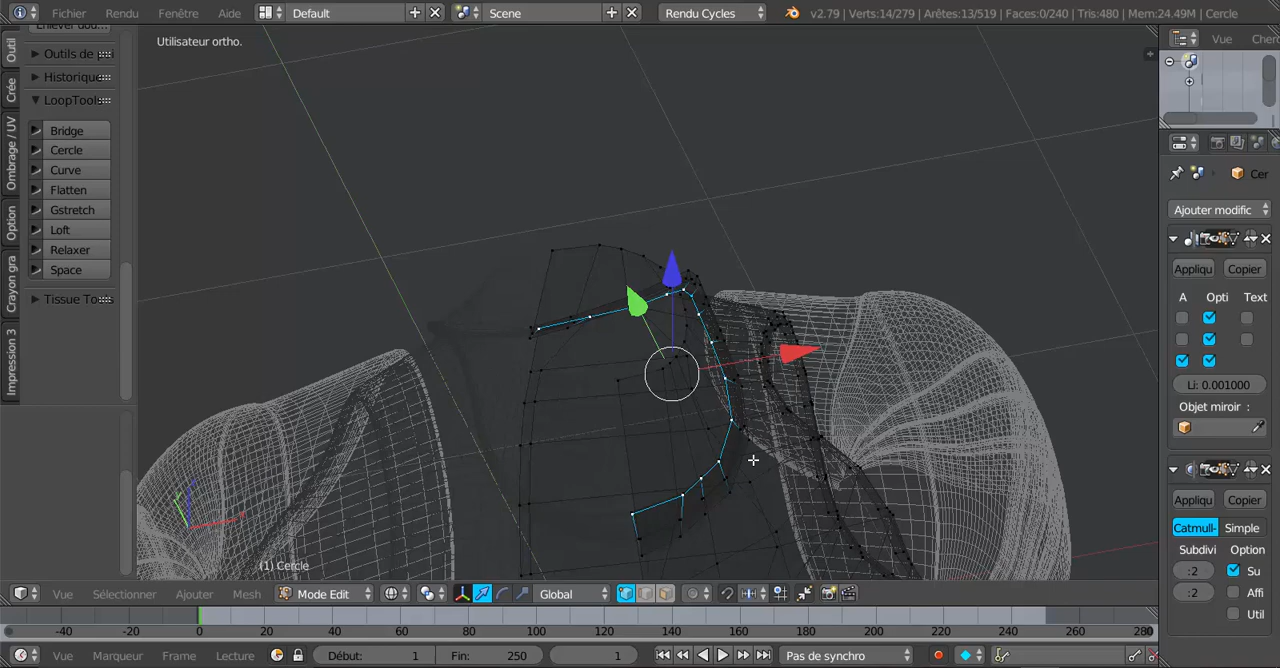 Fichier Rendu Fenêtre Aide Default Scene Rendu Cycles v2.79 | Verts:14/279 | Arêtes:13/519 | Faces:0/240 | Tris:480 | Mem:24.49M | Cercle
Utilisateur ortho.
Outils de
Historique
LoopTools
Bridge
Cercle
Curve
Flatten
Gstretch
Loft
Relaxer
Space
Tissue To
Outil
Crée
Ombrage / UV
Option
Crayon gra
Impression 3
(1) Cercle
Vue Cher
Cer
Ajouter modific
Appliqu Copier
A Opti Text
Li: 0.001000
Objet miroir :
Appliqu Copier
Catmull- Simple
Subdivi Option
:2 Su
:2 Affi
Util
Vue Sélectionner Ajouter Mesh Mode Edit Global
-40 -20 0 20 40 60 80 100 120 140 160 180 200 220 240 260 280
Vue Marqueur Frame Lecture Début: 1 Fin: 250 1 Pas de synchro